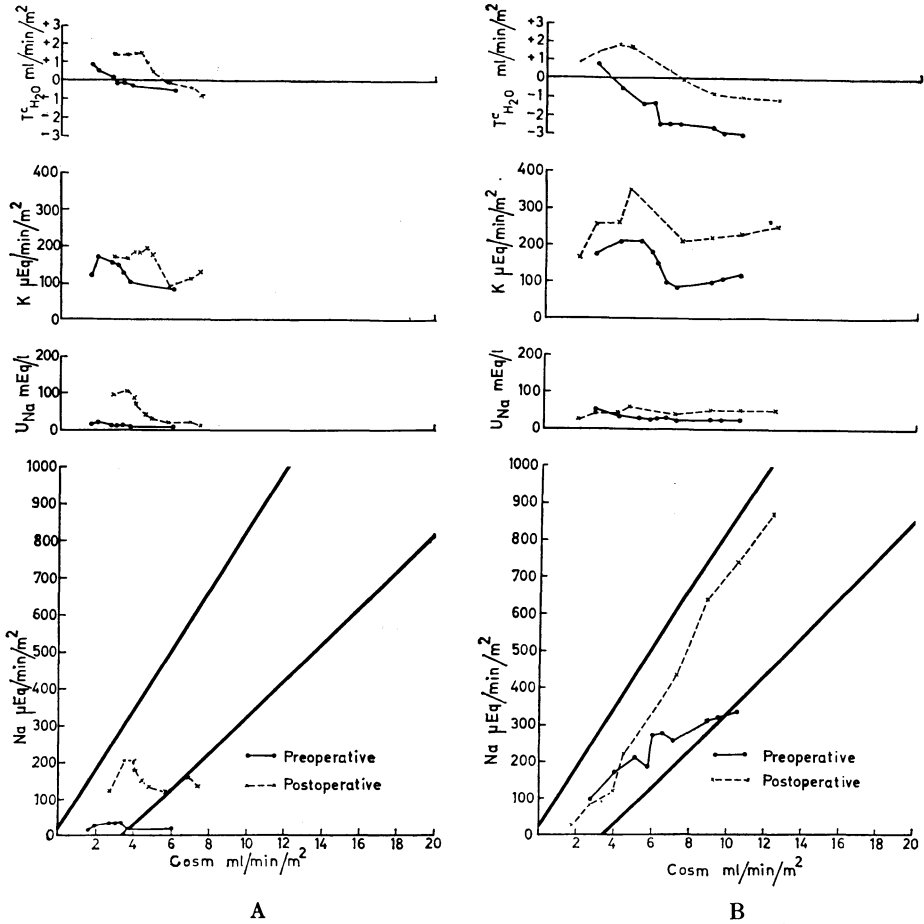 +3
+2
+1
0
−1
−2
−3
T^c_H2O ml/min/m²
400
300
200
100
0
K µEq/min/m²
200
100
0
U_Na mEq/l
1000
900
800
700
600
500
400
300
200
100
0
Na µEq/min/m²
Preoperative
Postoperative
2 4 6 8 10 12 14 16 18 20
Cosm ml/min/m²
A
+3
+2
+1
0
−1
−2
−3
T^c_H2O ml/min/m²
400
300
200
100
0
K µEq/min/m²
200
100
0
U_Na mEq/l
1000
900
800
700
600
500
400
300
200
100
0
Na µEq/min/m²
Preoperative
Postoperative
2 4 6 8 10 12 14 16 18 20
Cosm ml/min/m²
B